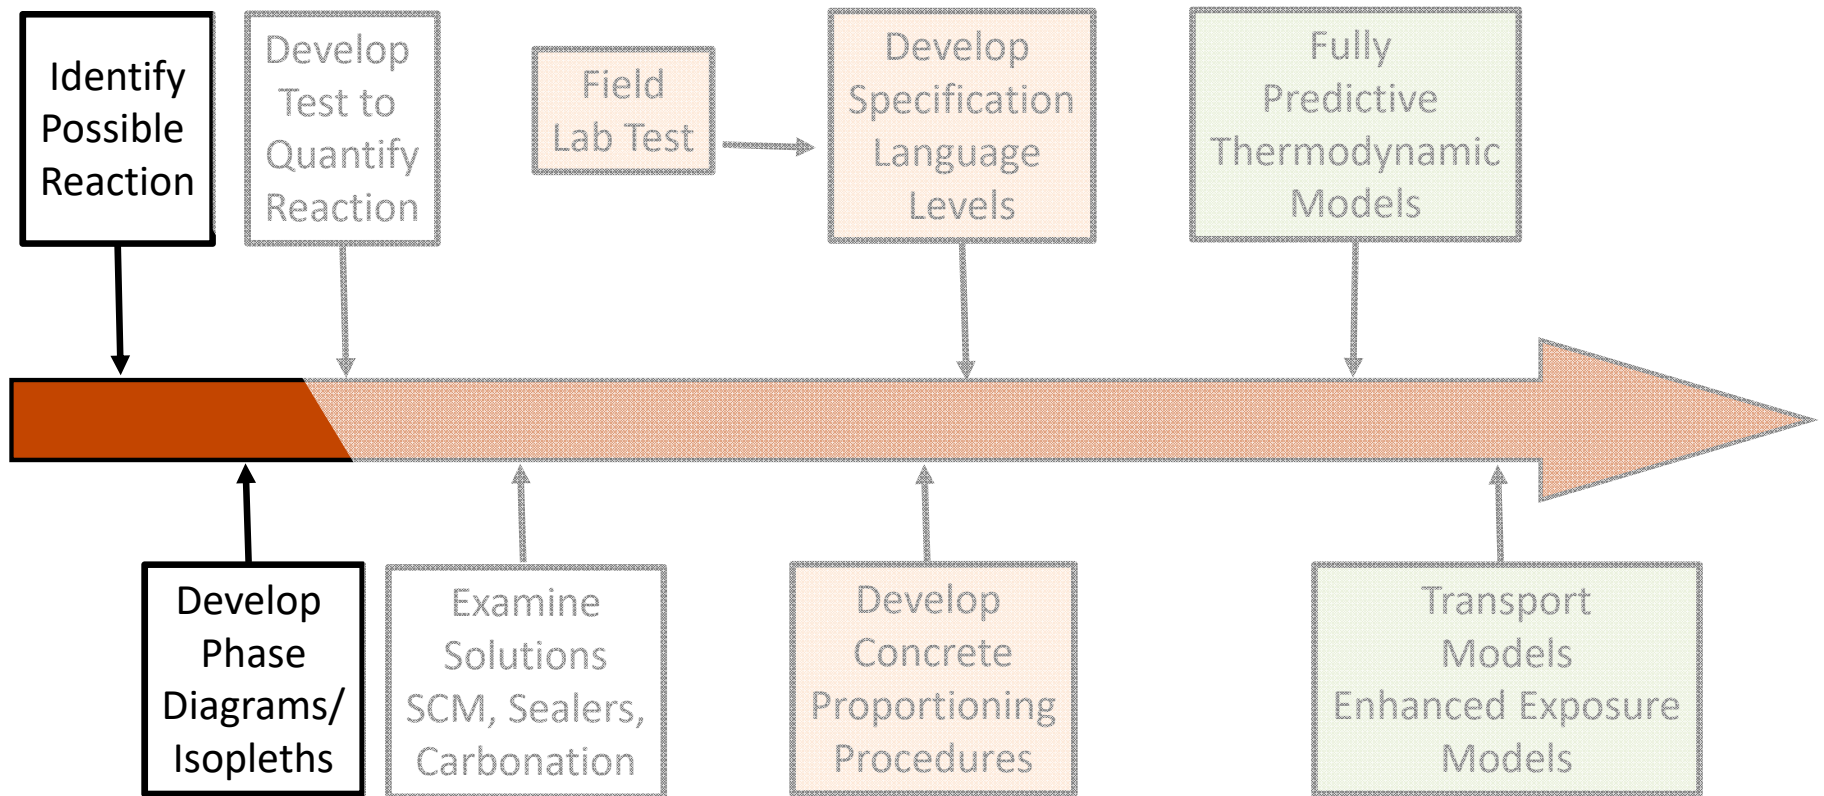 Identify
Possible
Reaction
Develop
Test to
Quantify
Reaction
Field
Lab Test
Develop
Specification
Language
Levels
Fully
Predictive
Thermodynamic
Models
Develop
Phase
Diagrams/
Isopleths
Examine
Solutions
SCM, Sealers,
Carbonation
Develop
Concrete
Proportioning
Procedures
Transport
Models
Enhanced Exposure
Models